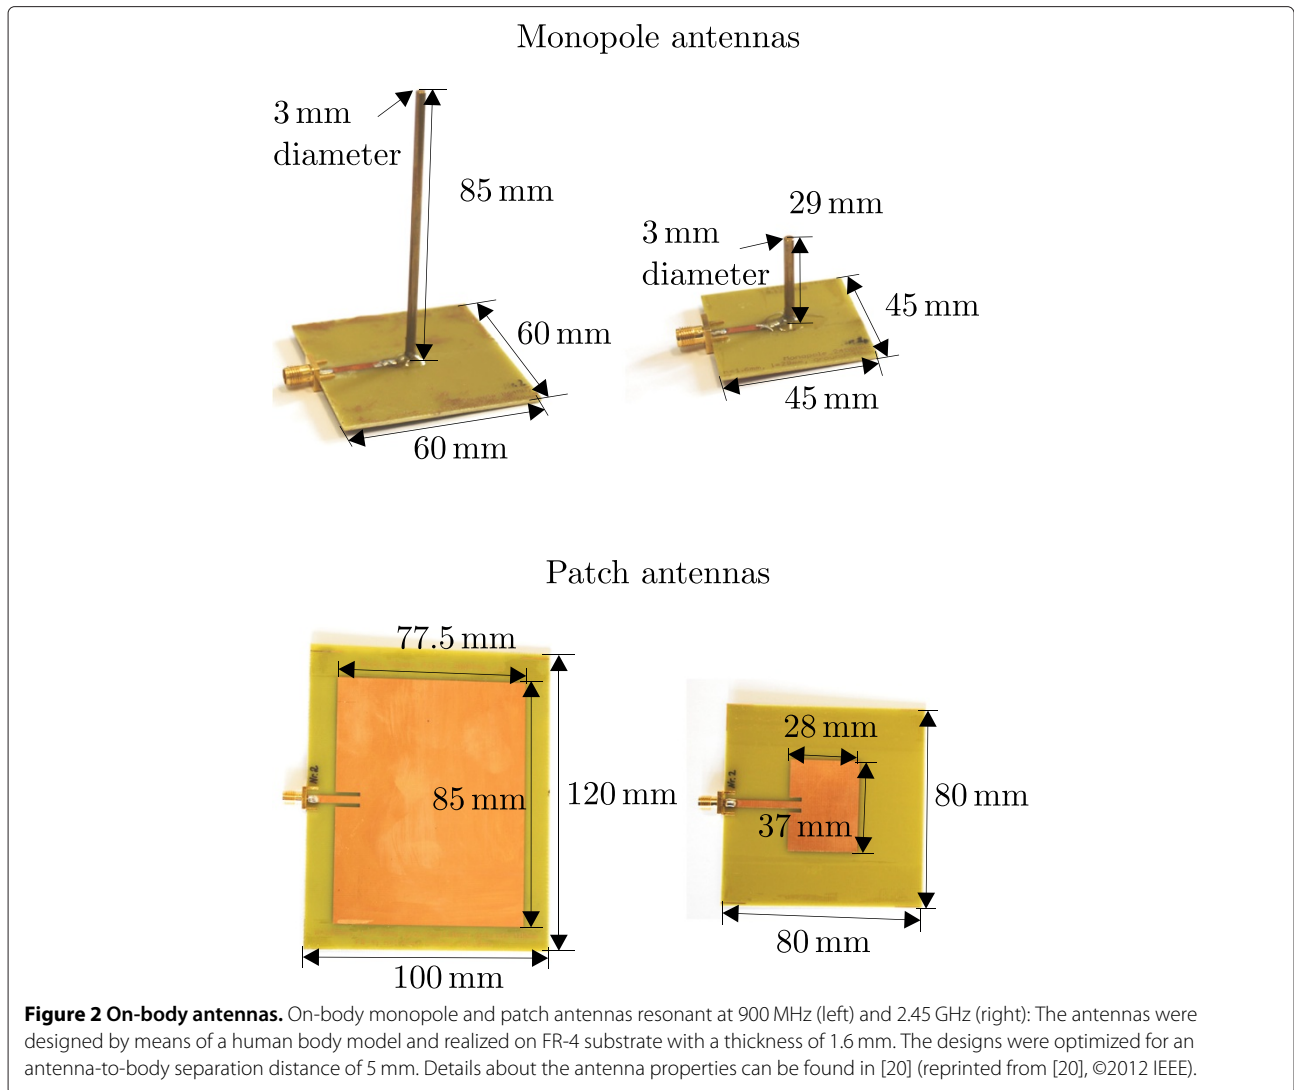 Monopole antennas
3 mm
diameter
85 mm
60 mm
60 mm
29 mm
3 mm
diameter
45 mm
45 mm
Patch antennas
77.5 mm
85 mm
120 mm
100 mm
Nr.2
28 mm
37 mm
80 mm
80 mm
Nr.2
Figure 2 On-body antennas. On-body monopole and patch antennas resonant at 900 MHz (left) and 2.45 GHz (right): The antennas were
designed by means of a human body model and realized on FR-4 substrate with a thickness of 1.6 mm. The designs were optimized for an
antenna-to-body separation distance of 5 mm. Details about the antenna properties can be found in [20] (reprinted from [20], ©2012 IEEE).